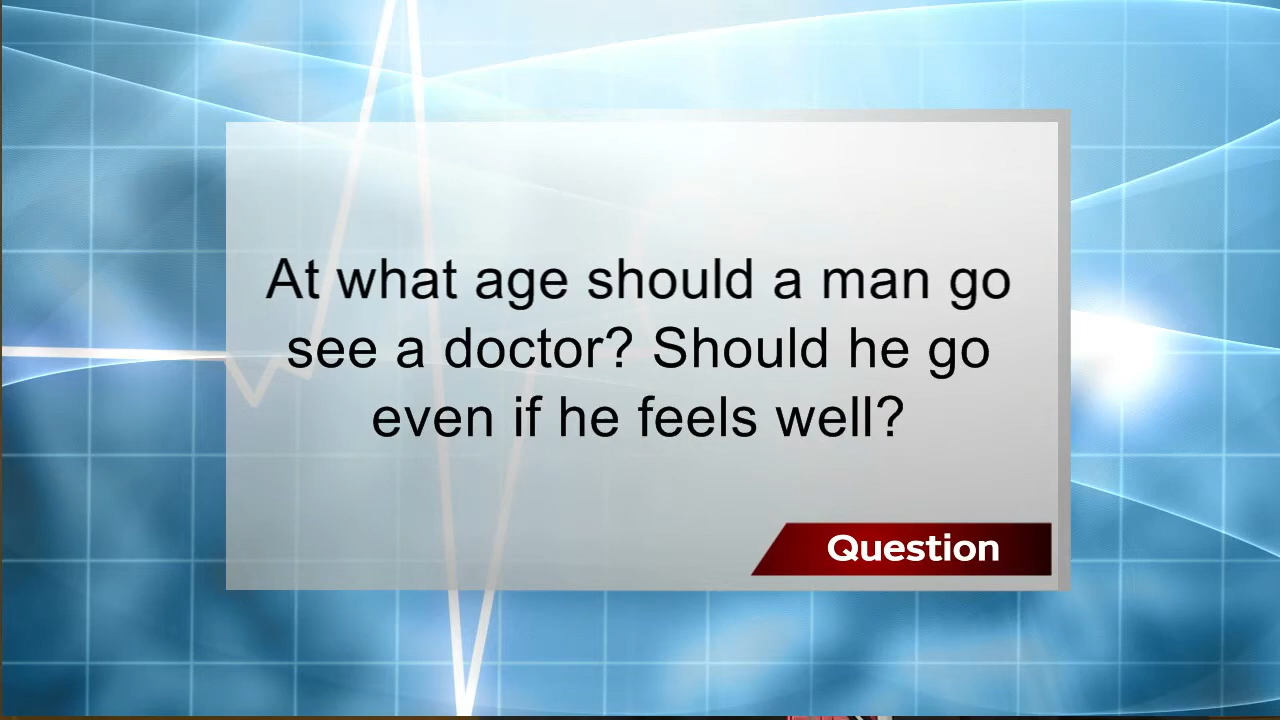 At what age should a man go
see a doctor? Should he go
even if he feels well?
Question